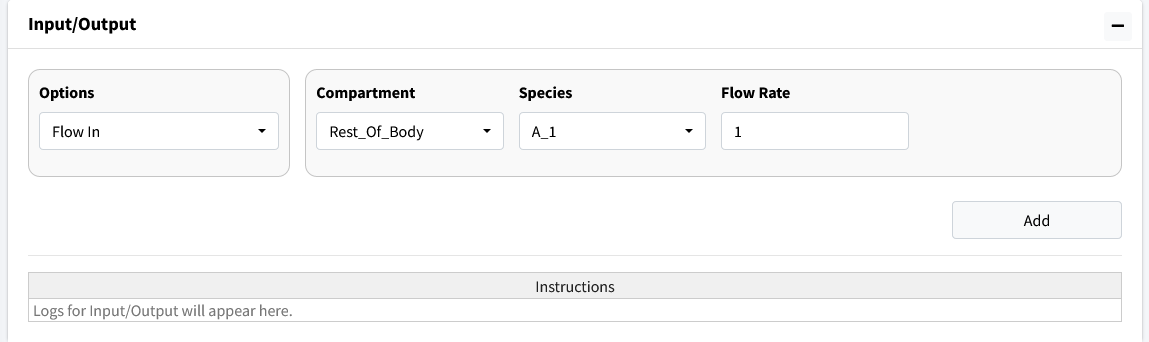 Input/Output
Options
Compartment
Species
Flow Rate
Flow In
Rest_Of_Body
A_1
1
Add
Instructions
Logs for Input/Output will appear here.